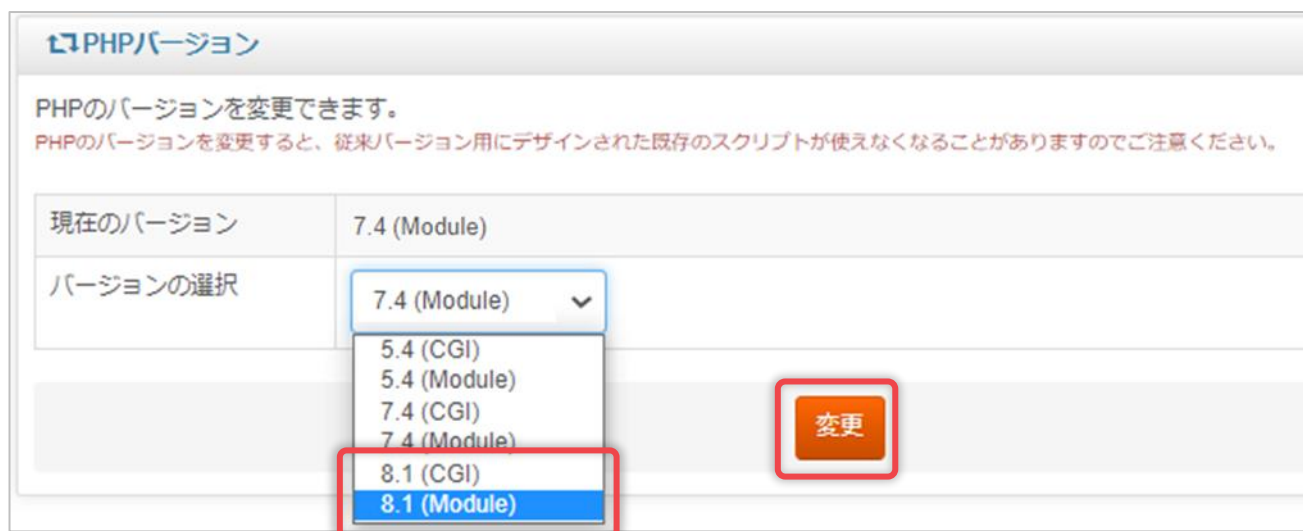 PHPバージョン
PHPのバージョンを変更できます。
PHPのバージョンを変更すると、従来バージョン用にデザインされた既存のスクリプトが使えなくなることがありますのでご注意ください。
現在のバージョン 7.4 (Module)
バージョンの選択 7.4 (Module)
5.4 (CGI)
5.4 (Module)
7.4 (CGI)
7.4 (Module)
8.1 (CGI)
8.1 (Module)
変更